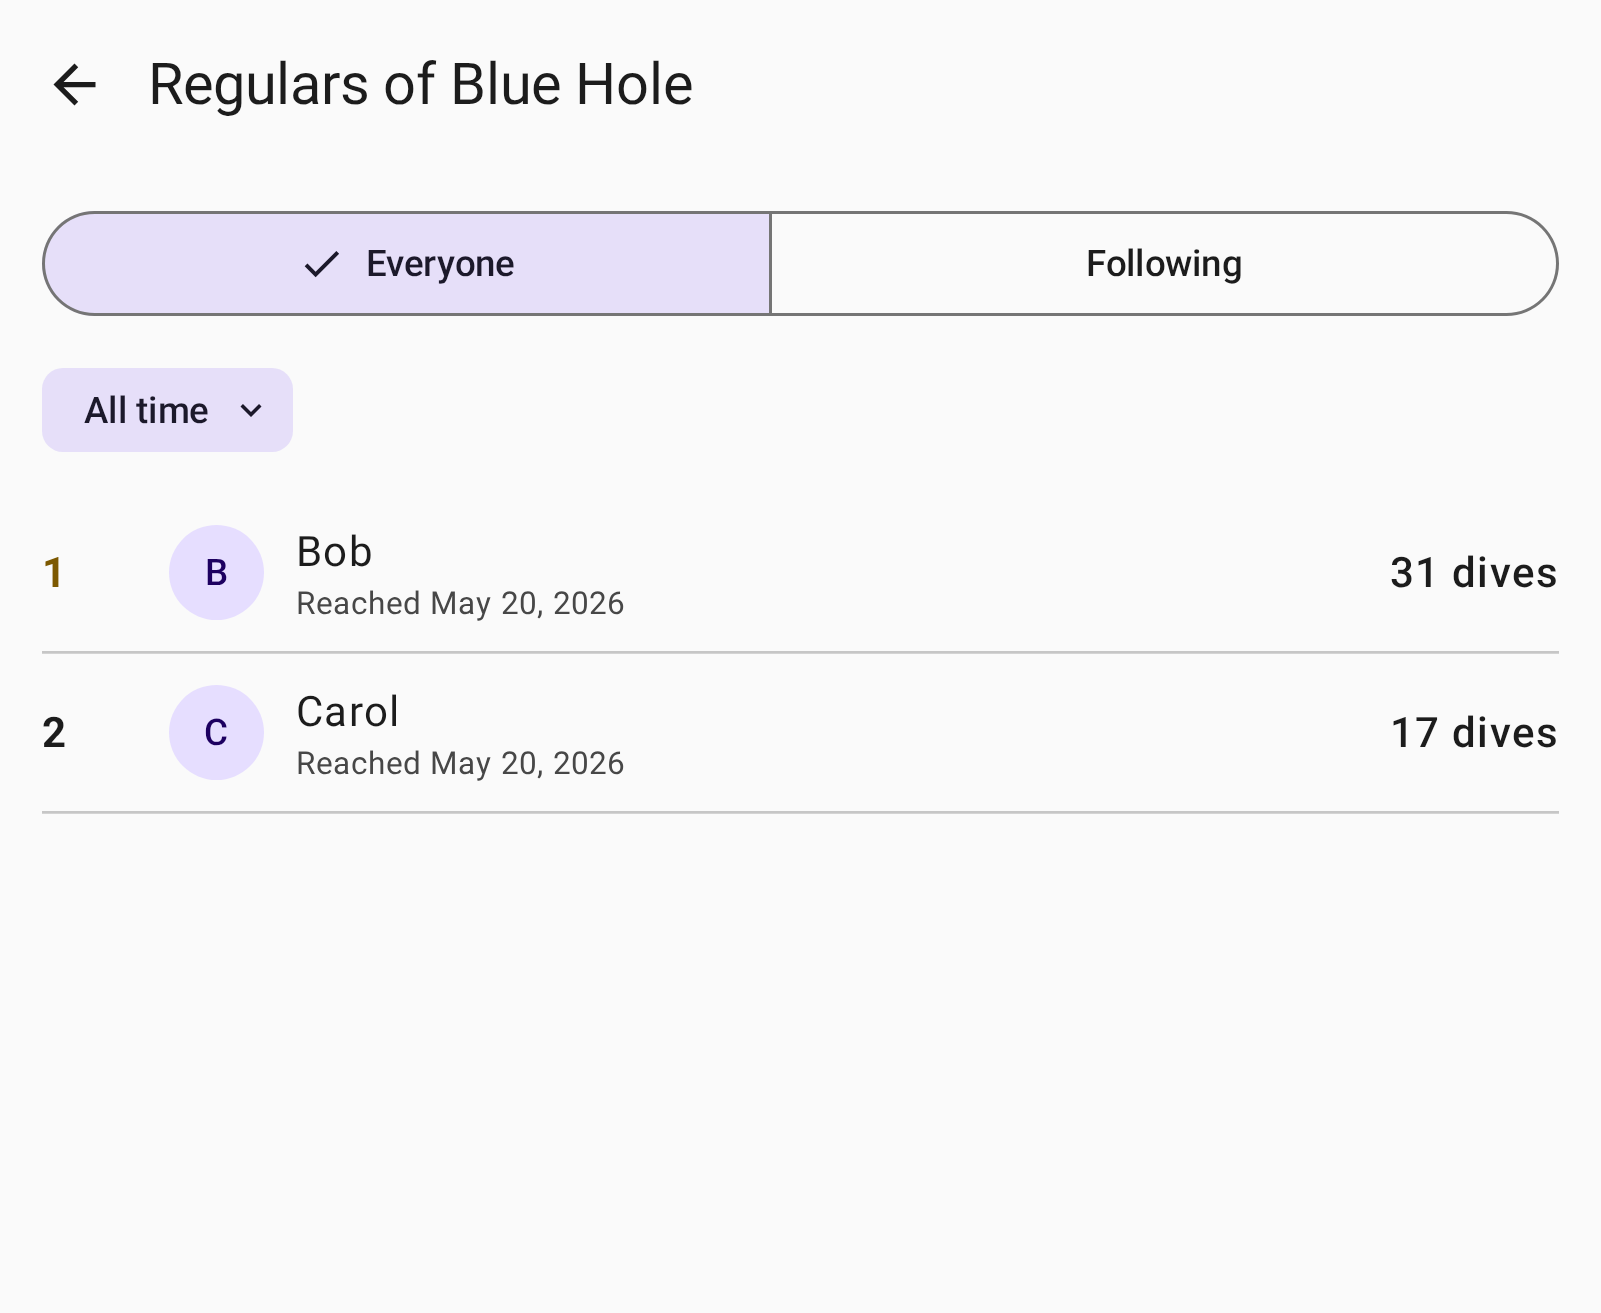 Regulars of Blue Hole
Everyone
Following
All time
1
B
Bob
Reached May 20, 2026
31 dives
2
C
Carol
Reached May 20, 2026
17 dives